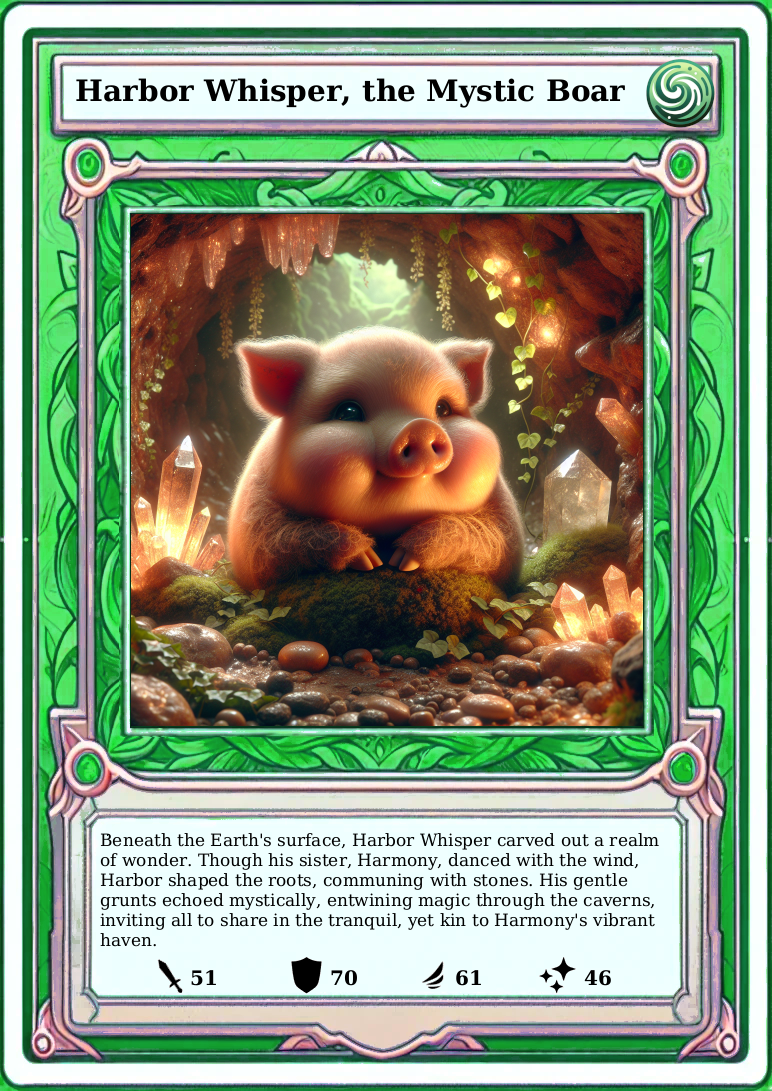 Harbor Whisper, the Mystic Boar
Beneath the Earth's surface, Harbor Whisper carved out a realm
of wonder. Though his sister, Harmony, danced with the wind,
Harbor shaped the roots, communing with stones. His gentle
grunts echoed mystically, entwining magic through the caverns,
inviting all to share in the tranquil, yet kin to Harmony's vibrant
haven.
51 70 61 46